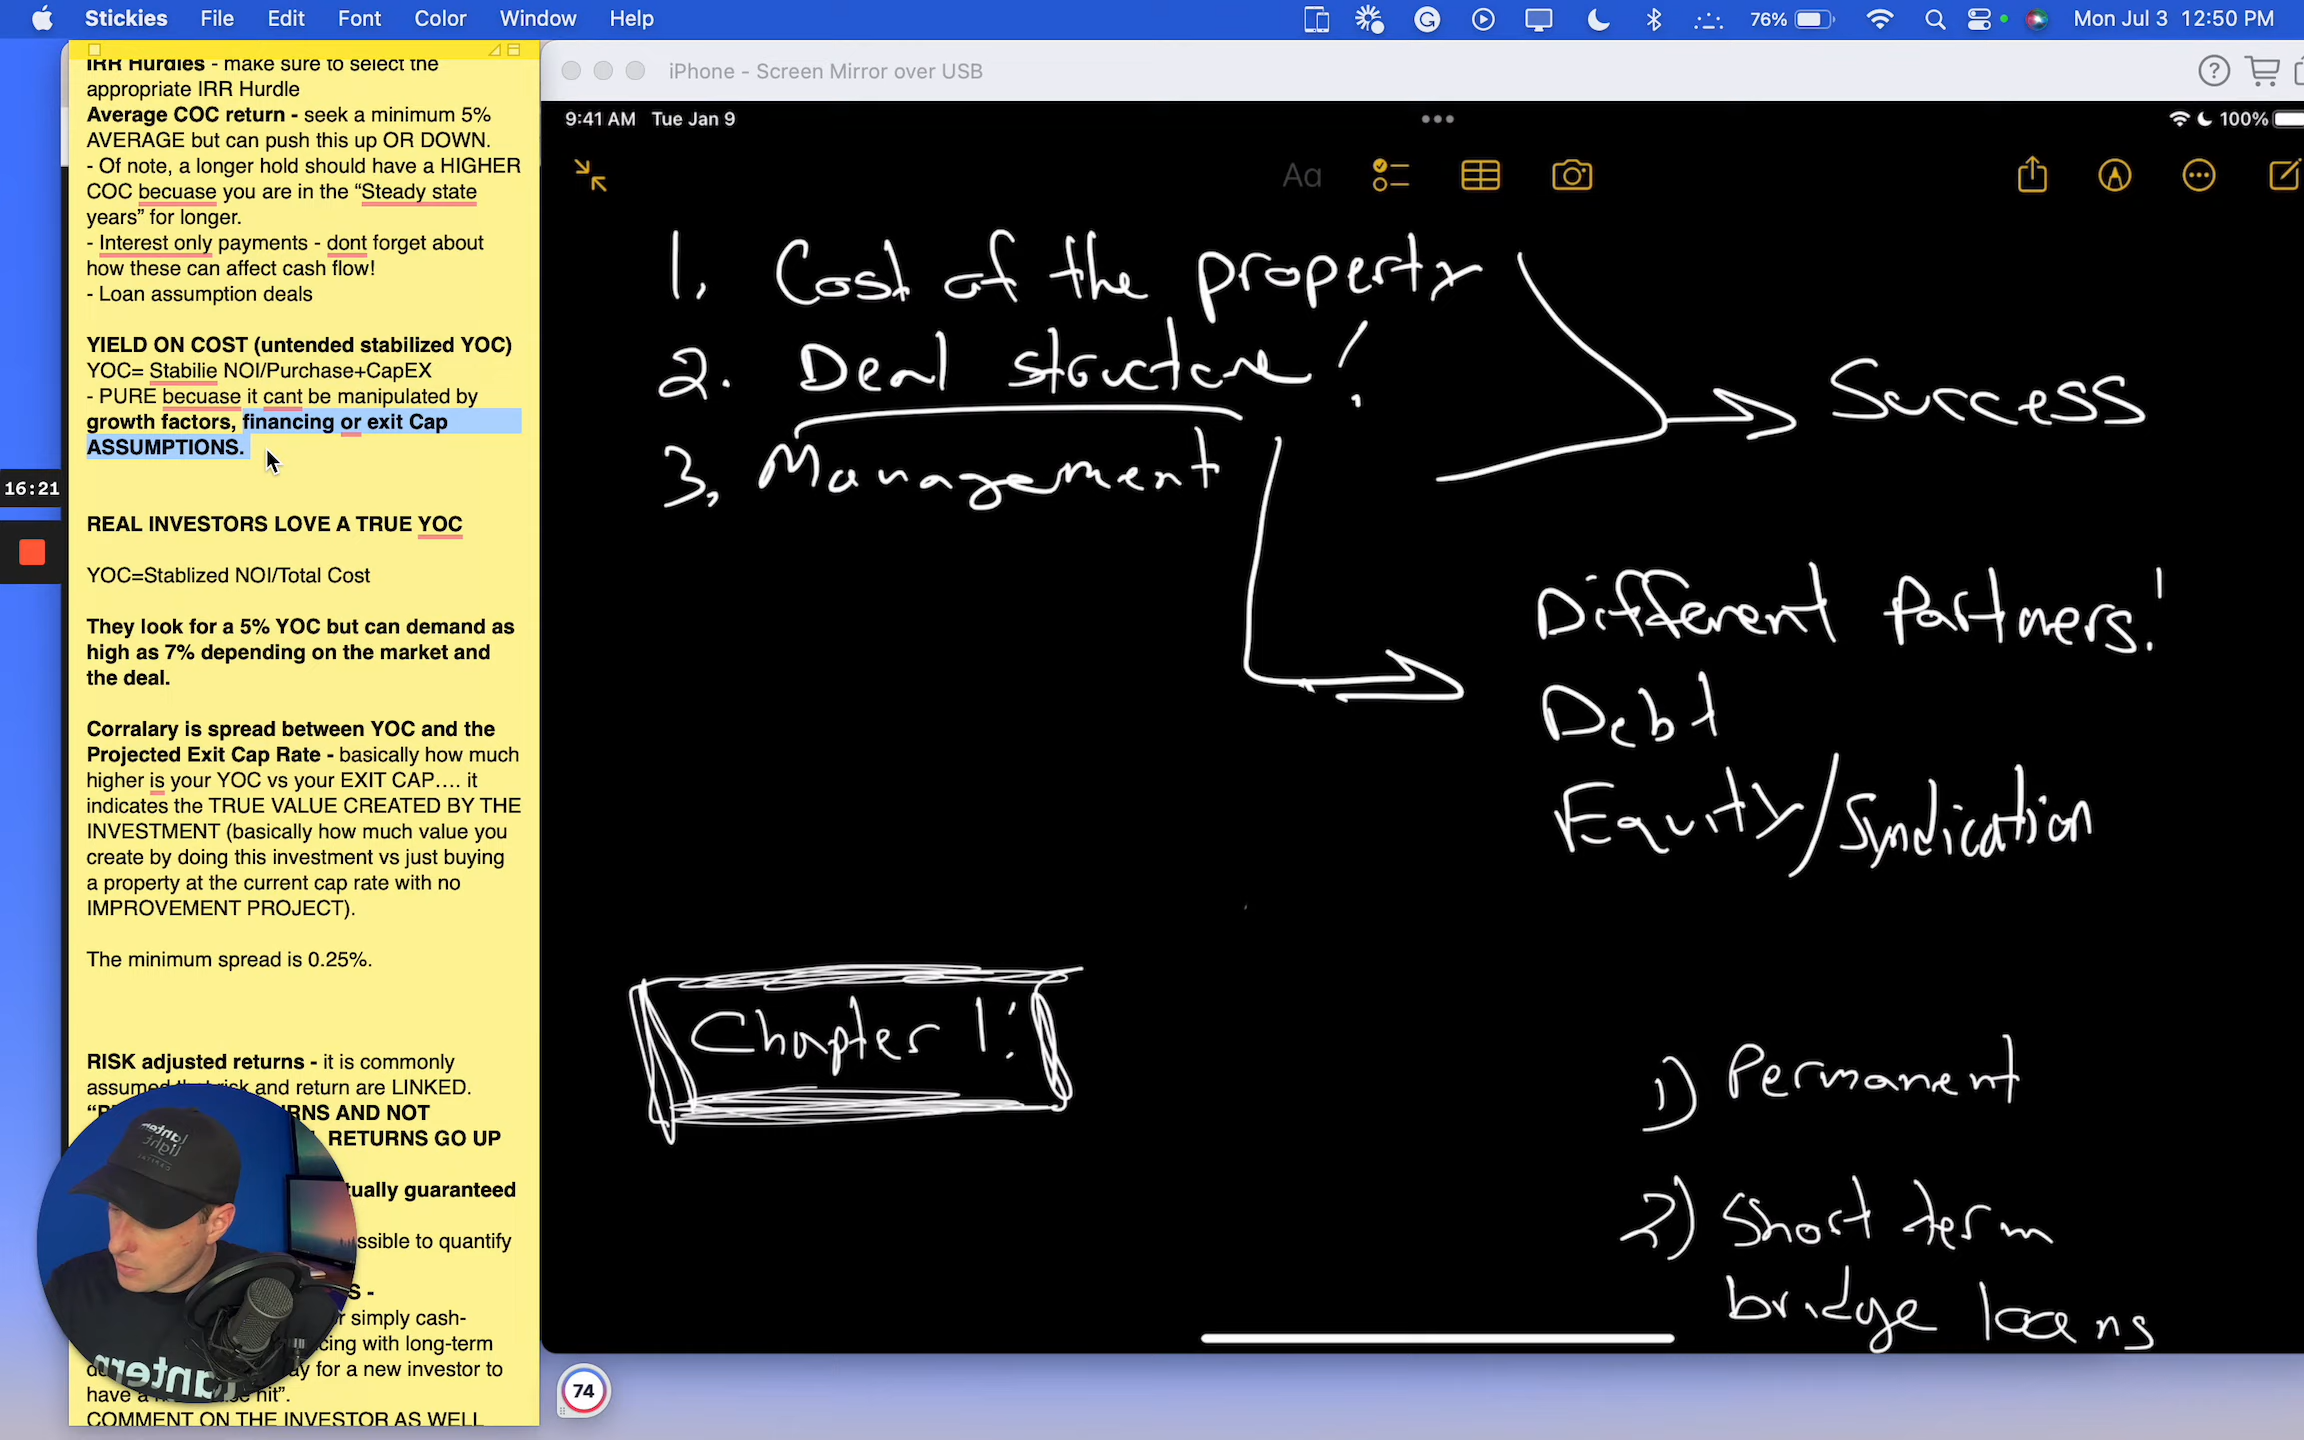 Stickies File Edit Font Color Window Help 76% Mon Jul 3 12:50 PM
IRR Hurdles - make sure to select the
appropriate IRR Hurdle
Average COC return - seek a minimum 5%
AVERAGE but can push this up OR DOWN.
- Of note, a longer hold should have a HIGHER
COC becuase you are in the “Steady state
years” for longer.
- Interest only payments - dont forget about
how these can affect cash flow!
- Loan assumption deals
YIELD ON COST (untended stabilized YOC)
YOC= Stabilie NOI/Purchase+CapEX
- PURE becuase it cant be manipulated by
growth factors, financing or exit Cap
ASSUMPTIONS.
16:21
REAL INVESTORS LOVE A TRUE YOC
YOC=Stablized NOI/Total Cost
They look for a 5% YOC but can demand as
high as 7% depending on the market and
the deal.
Corralary is spread between YOC and the
Projected Exit Cap Rate - basically how much
higher is your YOC vs your EXIT CAP.... it
indicates the TRUE VALUE CREATED BY THE
INVESTMENT (basically how much value you
create by doing this investment vs just buying
a property at the current cap rate with no
IMPROVEMENT PROJECT).
The minimum spread is 0.25%.
RISK adjusted returns - it is commonly
assumed risk and return are LINKED.
AND NOT
RETURNS GO UP
guaranteed
to quantify
simply cash-
with long-term
for a new investor to
have a hit”.
COMMENT ON THE INVESTOR AS WELL
iPhone - Screen Mirror over USB
9:41 AM Tue Jan 9 100%
Aa
1. Cost of the property
2. Deal structure!
3. Management
Success
Different Partners!
Debt
Equity/Syndication
Chapter 1:
1) Permanent
2) Short term
bridge loans
74